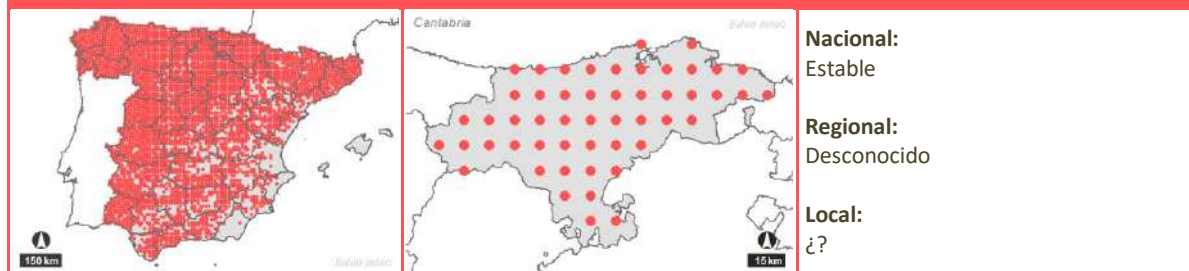 Cantabria
Nacional:
Estable
Regional:
Desconocido
Local:
¿?
150 km
15 km